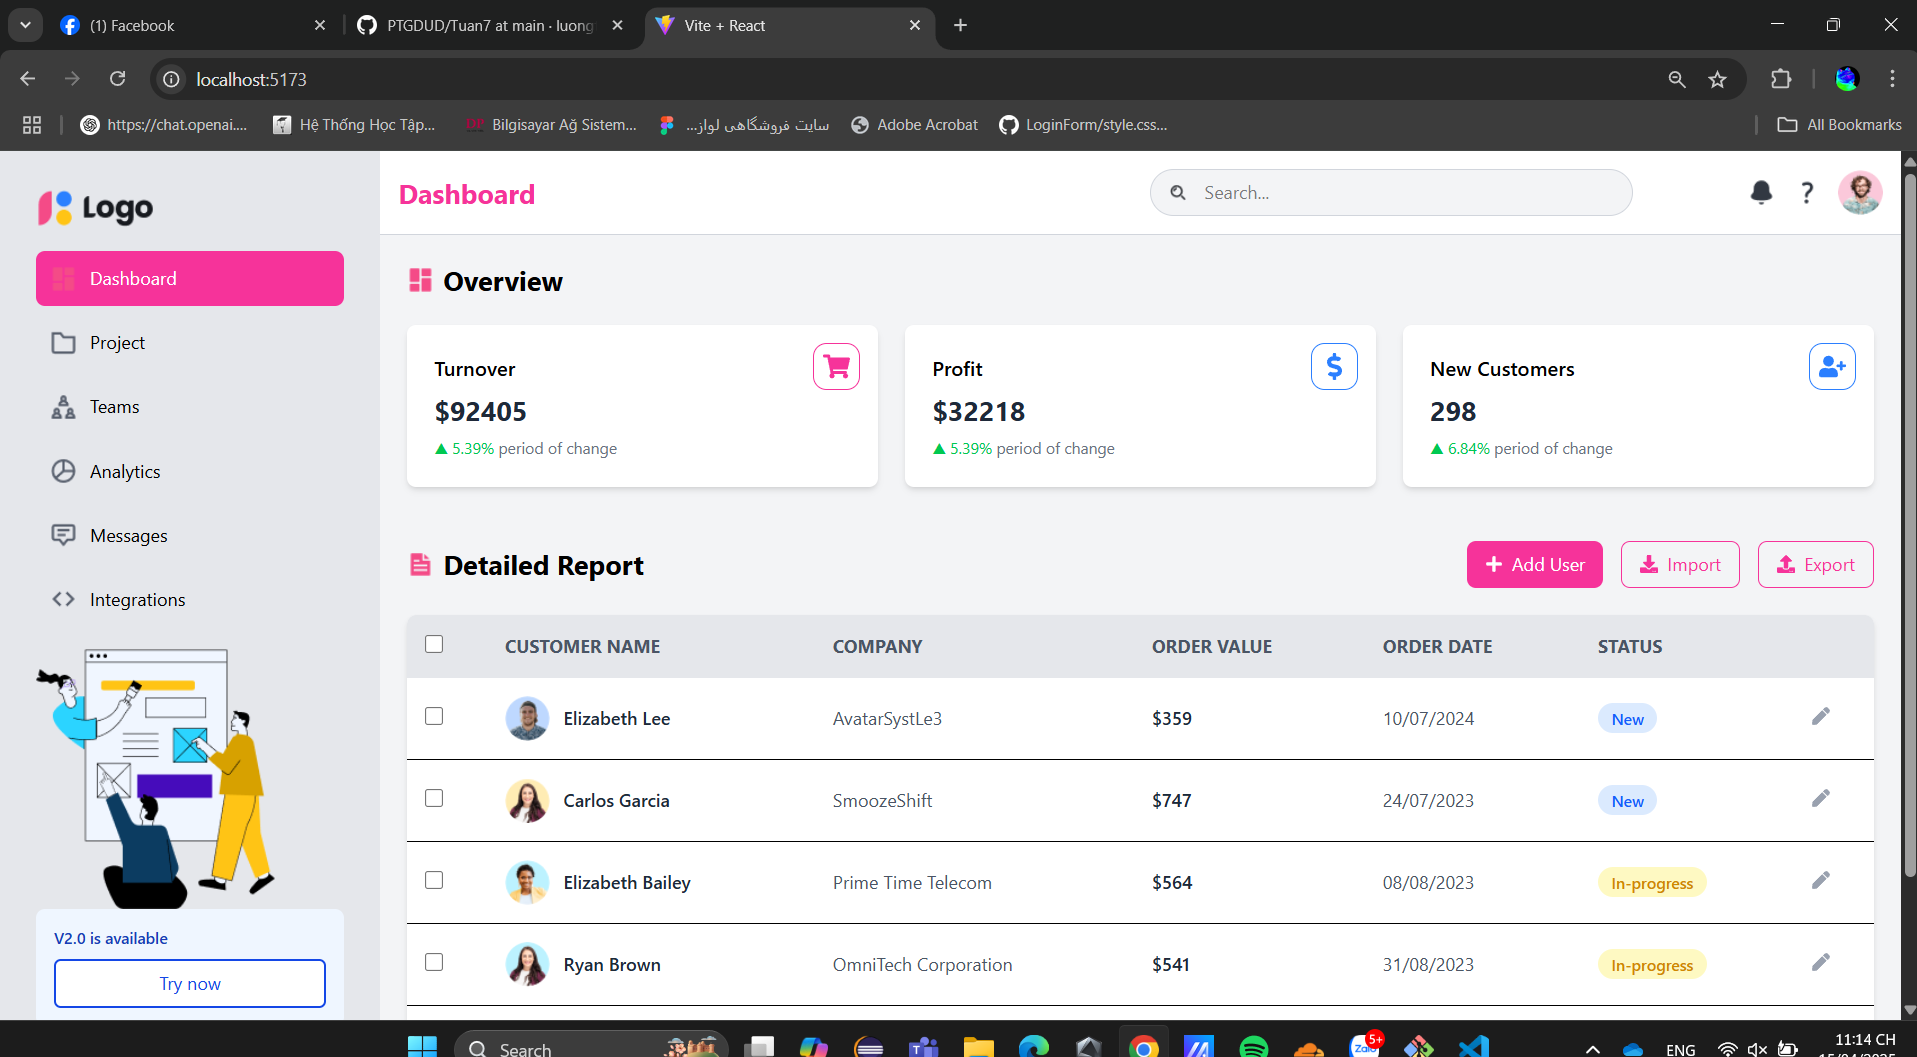 (1) Facebook
PTGDUD/Tuan7 at main · luong
Vite + React
localhost:5173
https://chat.openai....
Hệ Thống Học Tập...
Bilgisayar Ağ Sistem...
سایت فروشگاهی لواز...
Adobe Acrobat
LoginForm/style.css...
All Bookmarks
Logo
Dashboard
Project
Teams
Analytics
Messages
Integrations
V2.0 is available
Try now
Dashboard
Search...
Overview
Turnover
$92405
5.39% period of change
Profit
$32218
5.39% period of change
New Customers
298
6.84% period of change
Detailed Report
Add User
Import
Export
CUSTOMER NAME COMPANY ORDER VALUE ORDER DATE STATUS
Elizabeth Lee AvatarSystLe3 $359 10/07/2024 New
Carlos Garcia SmoozeShift $747 24/07/2023 New
Elizabeth Bailey Prime Time Telecom $564 08/08/2023 In-progress
Ryan Brown OmniTech Corporation $541 31/08/2023 In-progress
Search
Zalo
5+
ENG
11:14 CH